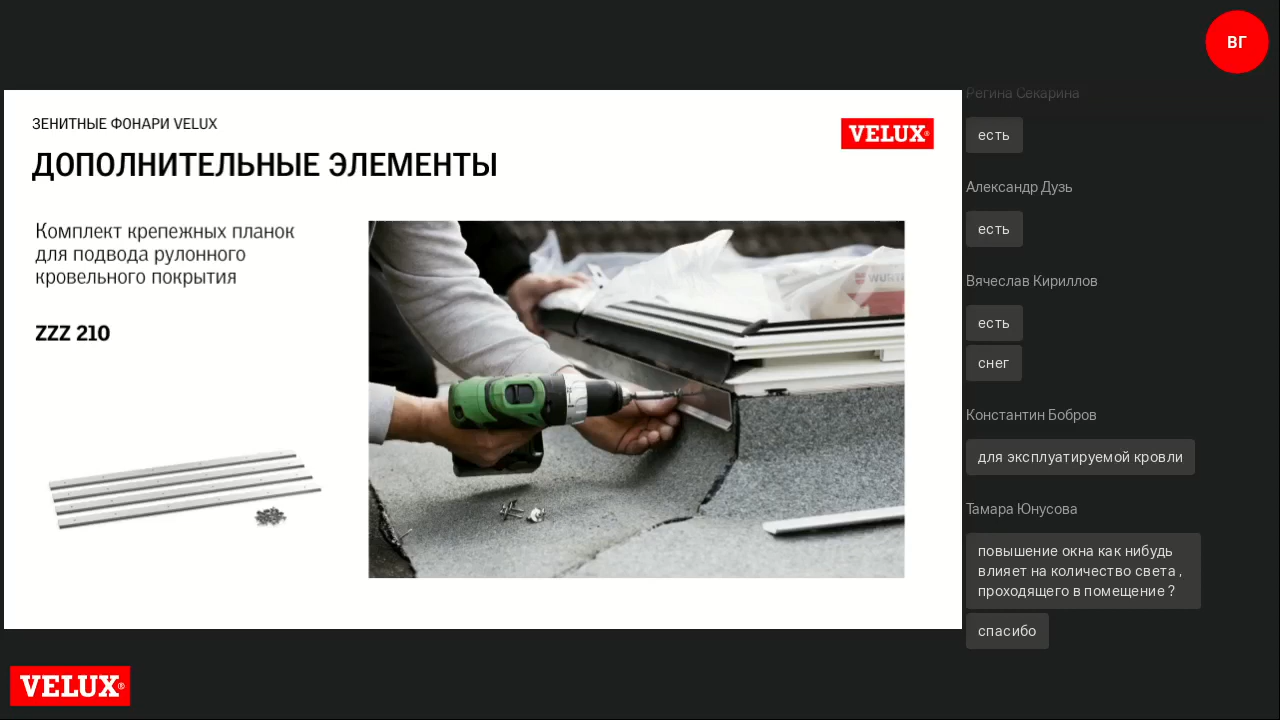 ВГ
ЗЕНИТНЫЕ ФОНАРИ VELUX
VELUX®
ДОПОЛНИТЕЛЬНЫЕ ЭЛЕМЕНТЫ
Комплект крепежных планок
для подвода рулонного
кровельного покрытия
ZZZ 210
WURTH
Регина Секарина
есть
Александр Дузь
есть
Вячеслав Кириллов
есть
снег
Константин Бобров
для эксплуатируемой кровли
Тамара Юнусова
повышение окна как нибудь
влияет на количество света ,
проходящего в помещение ?
спасибо
VELUX®